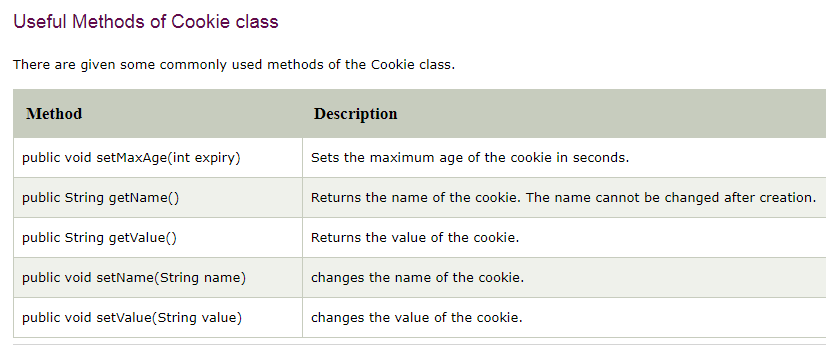 Useful Methods of Cookie class
There are given some commonly used methods of the Cookie class.
Method Description
public void setMaxAge(int expiry) Sets the maximum age of the cookie in seconds.
public String getName() Returns the name of the cookie. The name cannot be changed after creation.
public String getValue() Returns the value of the cookie.
public void setName(String name) changes the name of the cookie.
public void setValue(String value) changes the value of the cookie.